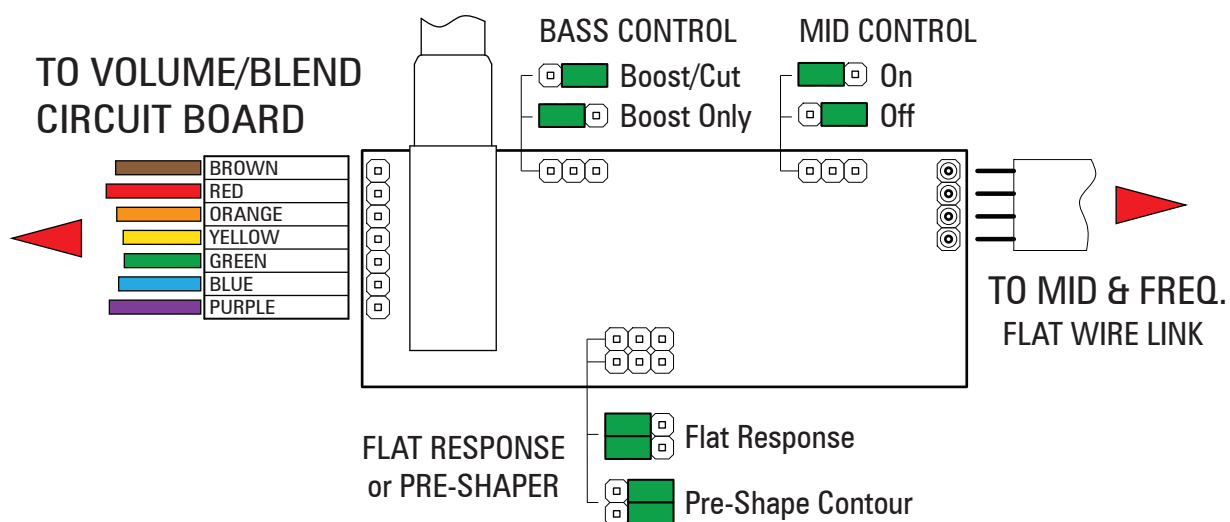 TO VOLUME/BLEND
CIRCUIT BOARD
BASS CONTROL
Boost/Cut
Boost Only
MID CONTROL
On
Off
BROWN
RED
ORANGE
YELLOW
GREEN
BLUE
PURPLE
TO MID & FREQ.
FLAT WIRE LINK
FLAT RESPONSE
or PRE-SHAPER
Flat Response
Pre-Shape Contour